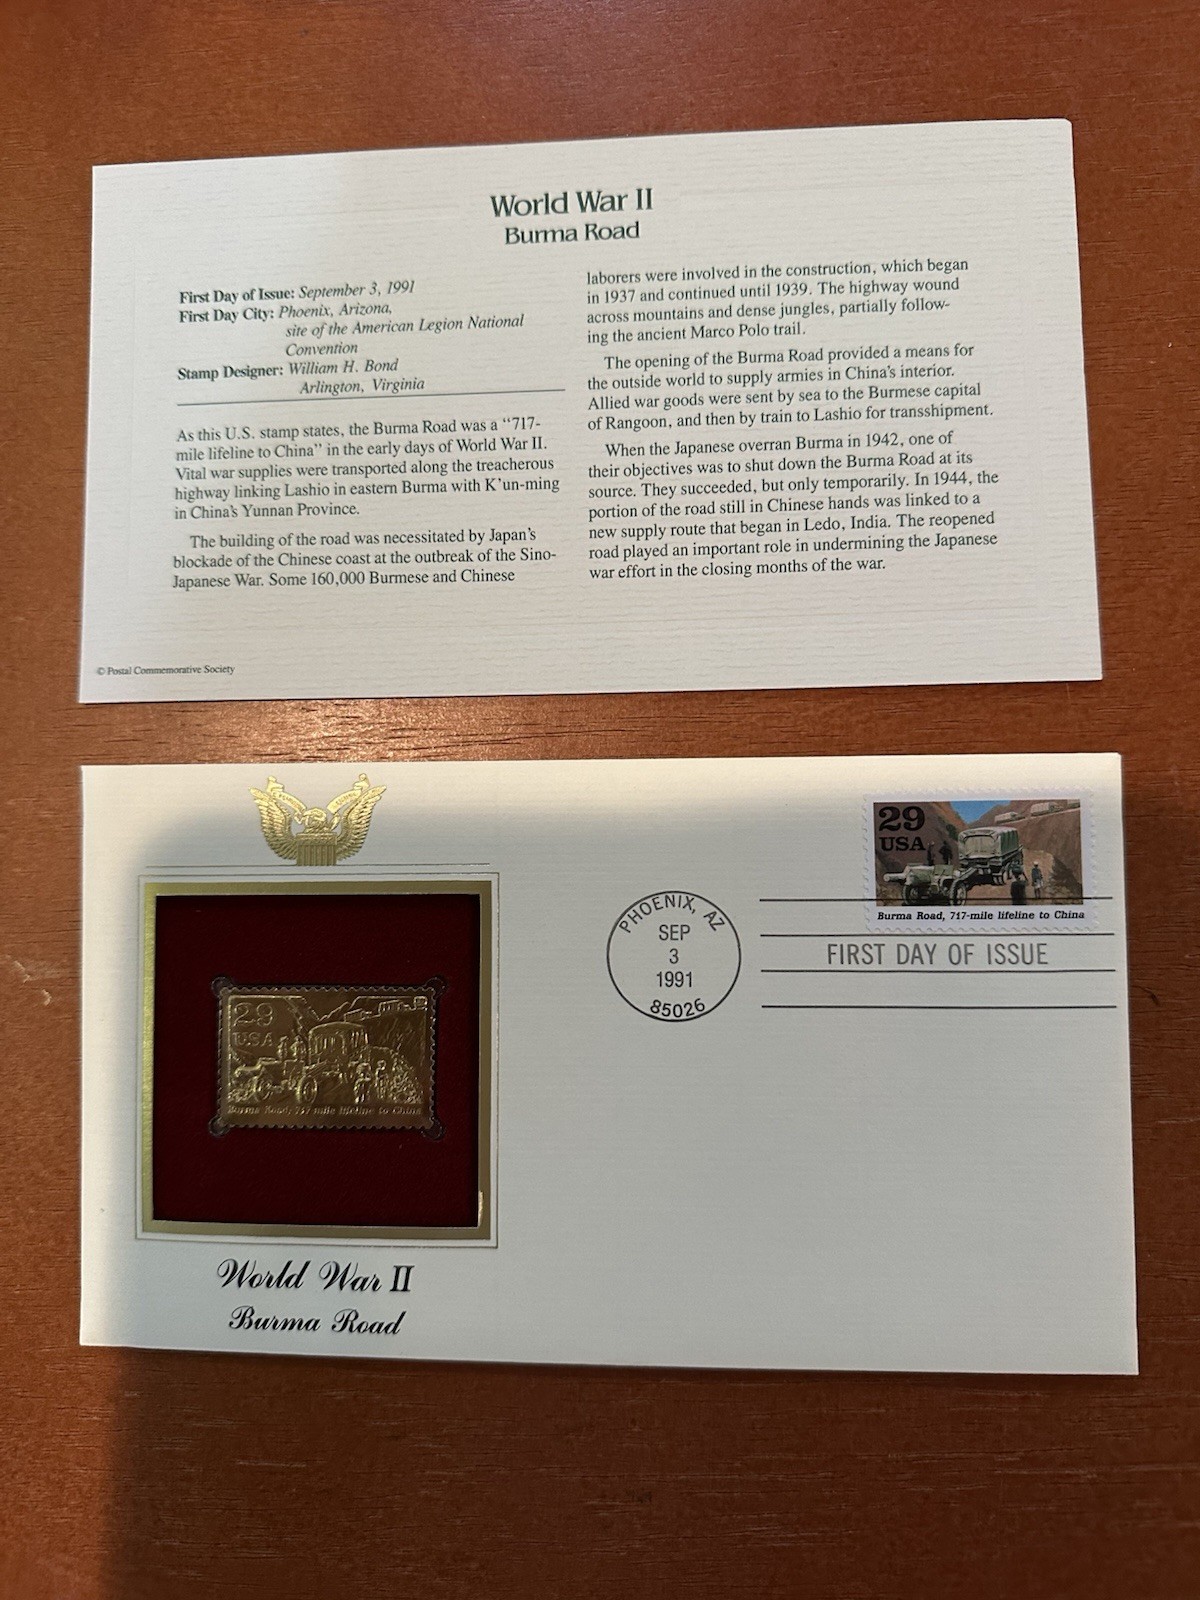 World War II
Burma Road
First Day of Issue: September 3, 1991
First Day City: Phoenix, Arizona,
site of the American Legion National
Convention
Stamp Designer: William H. Bond
Arlington, Virginia
As this U.S. stamp states, the Burma Road was a “717-
mile lifeline to China” in the early days of World War II.
Vital war supplies were transported along the treacherous
highway linking Lashio in eastern Burma with K’un-ming
in China’s Yunnan Province.
The building of the road was necessitated by Japan’s
blockade of the Chinese coast at the outbreak of the Sino-
Japanese War. Some 160,000 Burmese and Chinese
laborers were involved in the construction, which began
in 1937 and continued until 1939. The highway wound
across mountains and dense jungles, partially follow-
ing the ancient Marco Polo trail.
The opening of the Burma Road provided a means for
the outside world to supply armies in China’s interior.
Allied war goods were sent by sea to the Burmese capital
of Rangoon, and then by train to Lashio for transshipment.
When the Japanese overran Burma in 1942, one of
their objectives was to shut down the Burma Road at its
source. They succeeded, but only temporarily. In 1944, the
portion of the road still in Chinese hands was linked to a
new supply route that began in Ledo, India. The reopened
road played an important role in undermining the Japanese
war effort in the closing months of the war.
© Postal Commemorative Society
29
USA
Burma Road, 717-mile lifeline to China
PHOENIX, AZ
SEP
3
1991
85026
FIRST DAY OF ISSUE
29
USA
Burma Road, 717 mile lifeline to China
World War II
Burma Road